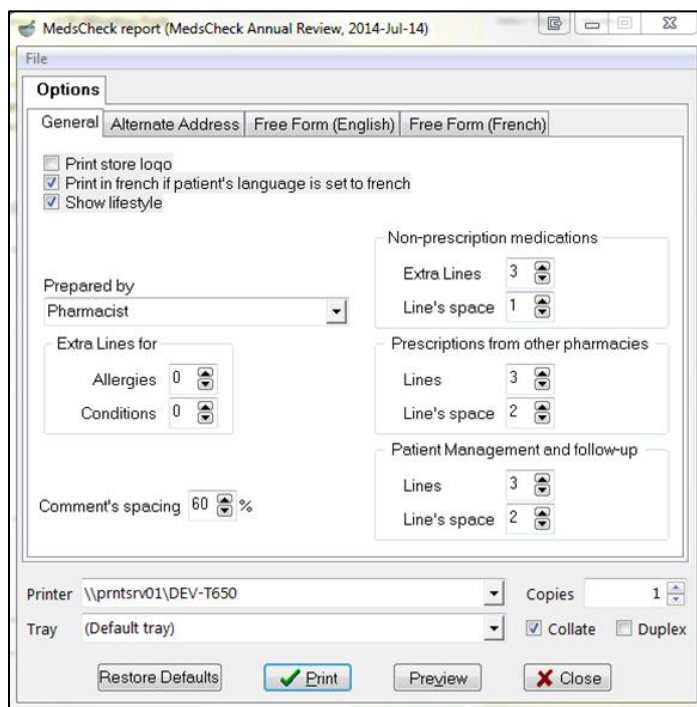 MedsCheck report (MedsCheck Annual Review, 2014-Jul-14)
File
Options
General Alternate Address Free Form (English) Free Form (French)
Print store logo
Print in french if patient's language is set to french
Show lifestyle
Non-prescription medications
Extra Lines 3
Line's space 1
Prepared by
Pharmacist
Extra Lines for
Allergies 0
Conditions 0
Prescriptions from other pharmacies
Lines 3
Line's space 2
Patient Management and follow-up
Lines 3
Line's space 2
Comment's spacing 60 %
Printer \\prntsrv01\DEV-T650 Copies 1
Tray (Default tray) Collate Duplex
Restore Defaults Print Preview Close